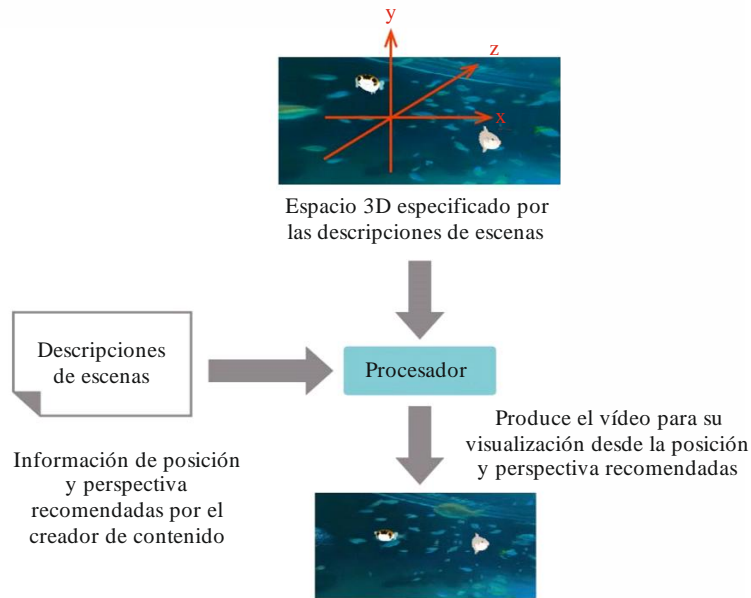 y
z
x
Espacio 3D especificado por
las descripciones de escenas
Descripciones
de escenas
Procesador
Información de posición
y perspectiva
recomendadas por el
creador de contenido
Produce el vídeo para su
visualización desde la posición
y perspectiva recomendadas